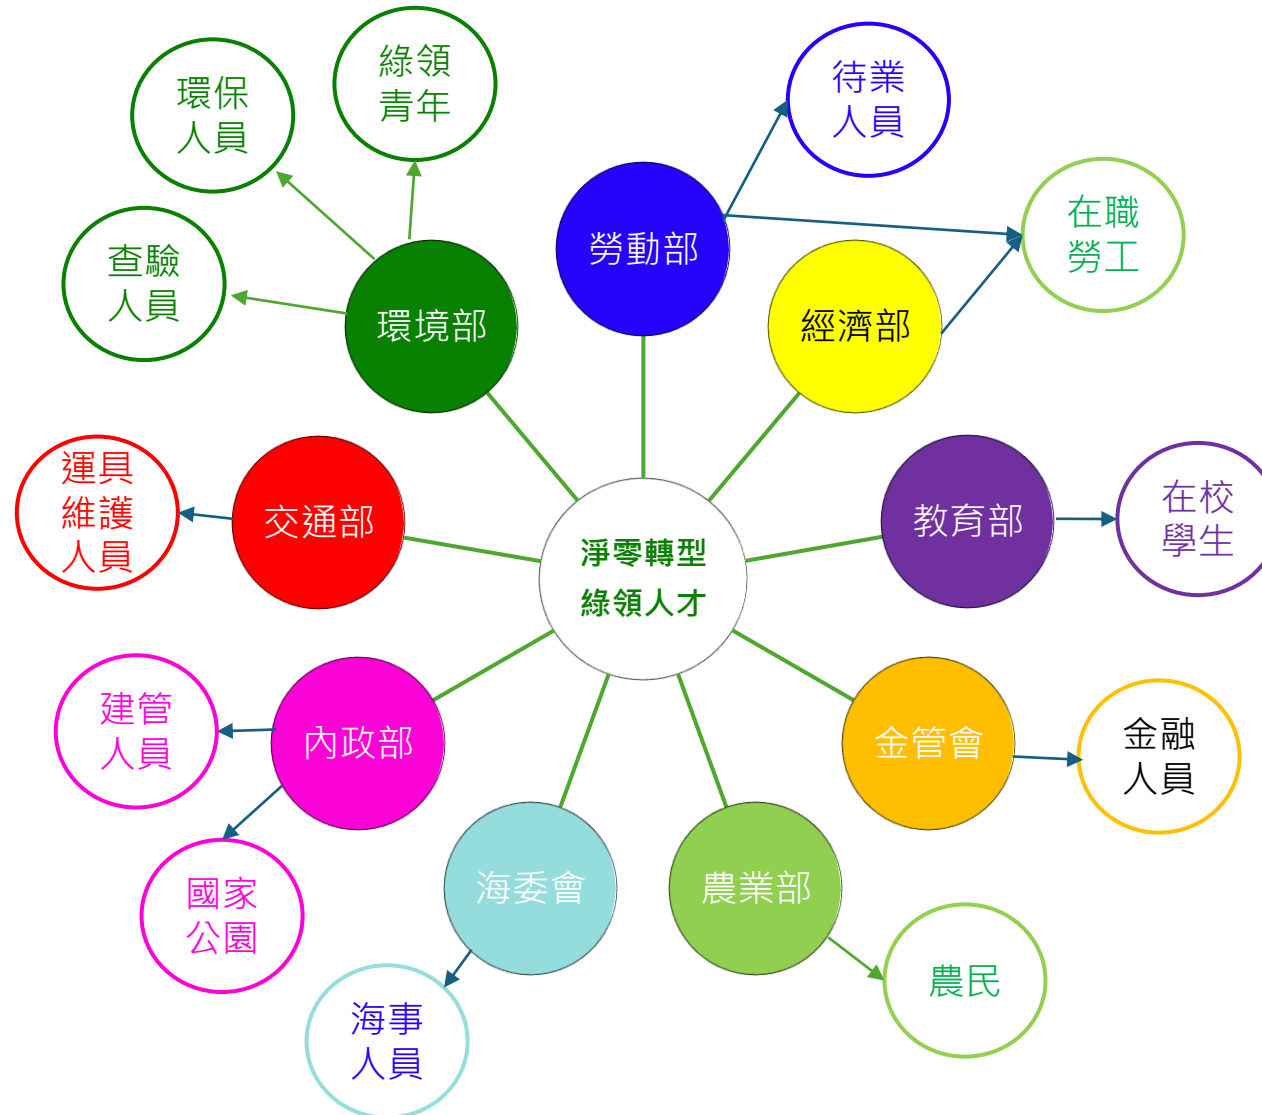 綠領
青年
環保
人員
待業
人員
在職
勞工
查驗
人員
勞動部
環境部
經濟部
運具
維護
人員
交通部
教育部
在校
學生
淨零轉型
綠領人才
建管
人員
內政部
金管會
金融
人員
國家
公園
海委會
農業部
農民
海事
人員